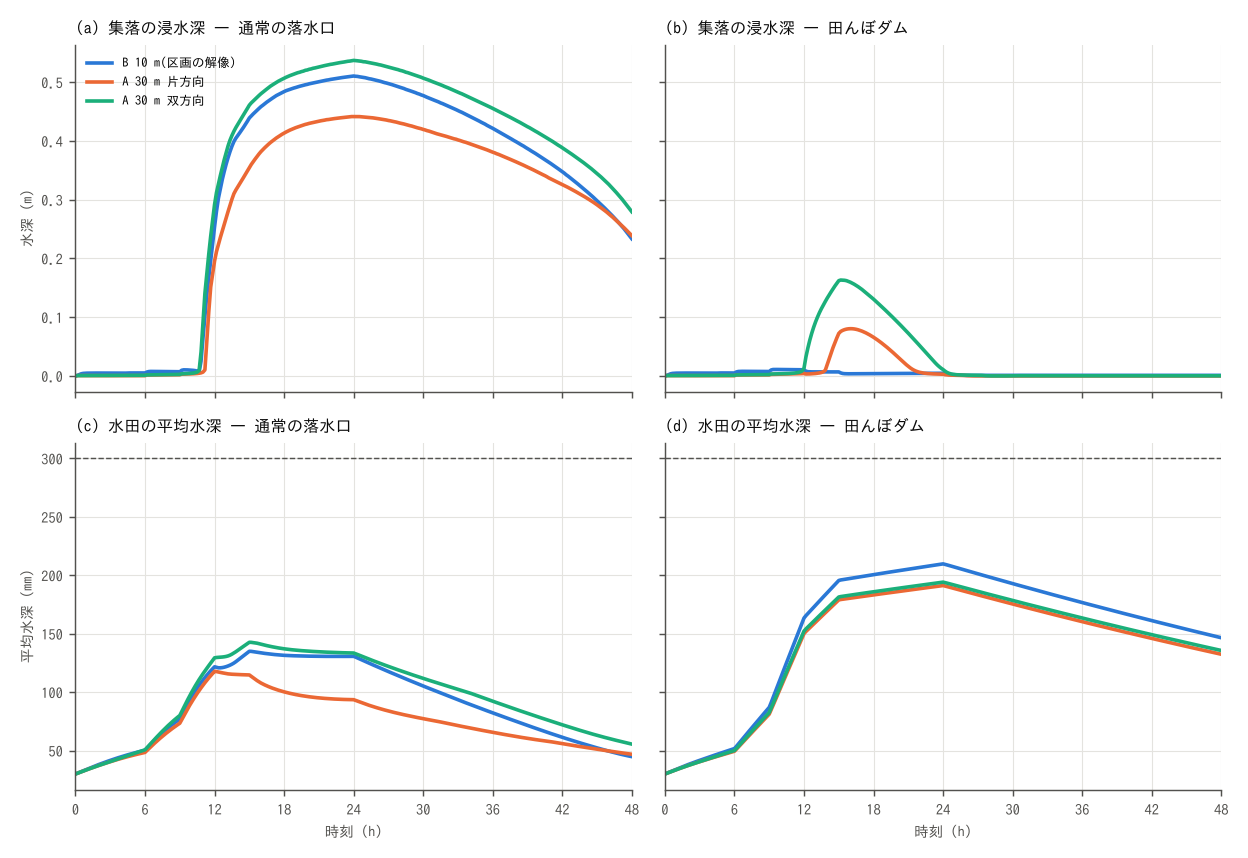 (a) 集落の浸水深 — 通常の落水口
(b) 集落の浸水深 — 田んぼダム
B 10 m(区画の解像)
A 30 m 片方向
A 30 m 双方向
水深 (m)
0.5
0.4
0.3
0.2
0.1
0.0
(c) 水田の平均水深 — 通常の落水口
(d) 水田の平均水深 — 田んぼダム
平均水深 (mm)
300
250
200
150
100
50
0 6 12 18 24 30 36 42 48
0 6 12 18 24 30 36 42 48
時刻 (h)
時刻 (h)